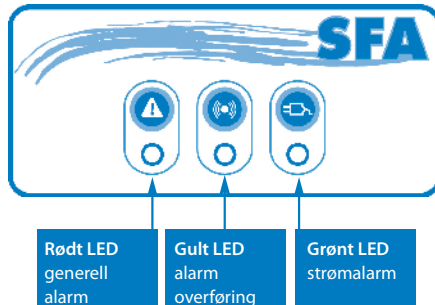 SFA
Rødt LED
generell
alarm
Gult LED
alarm
overføring
Grønt LED
strømalarm